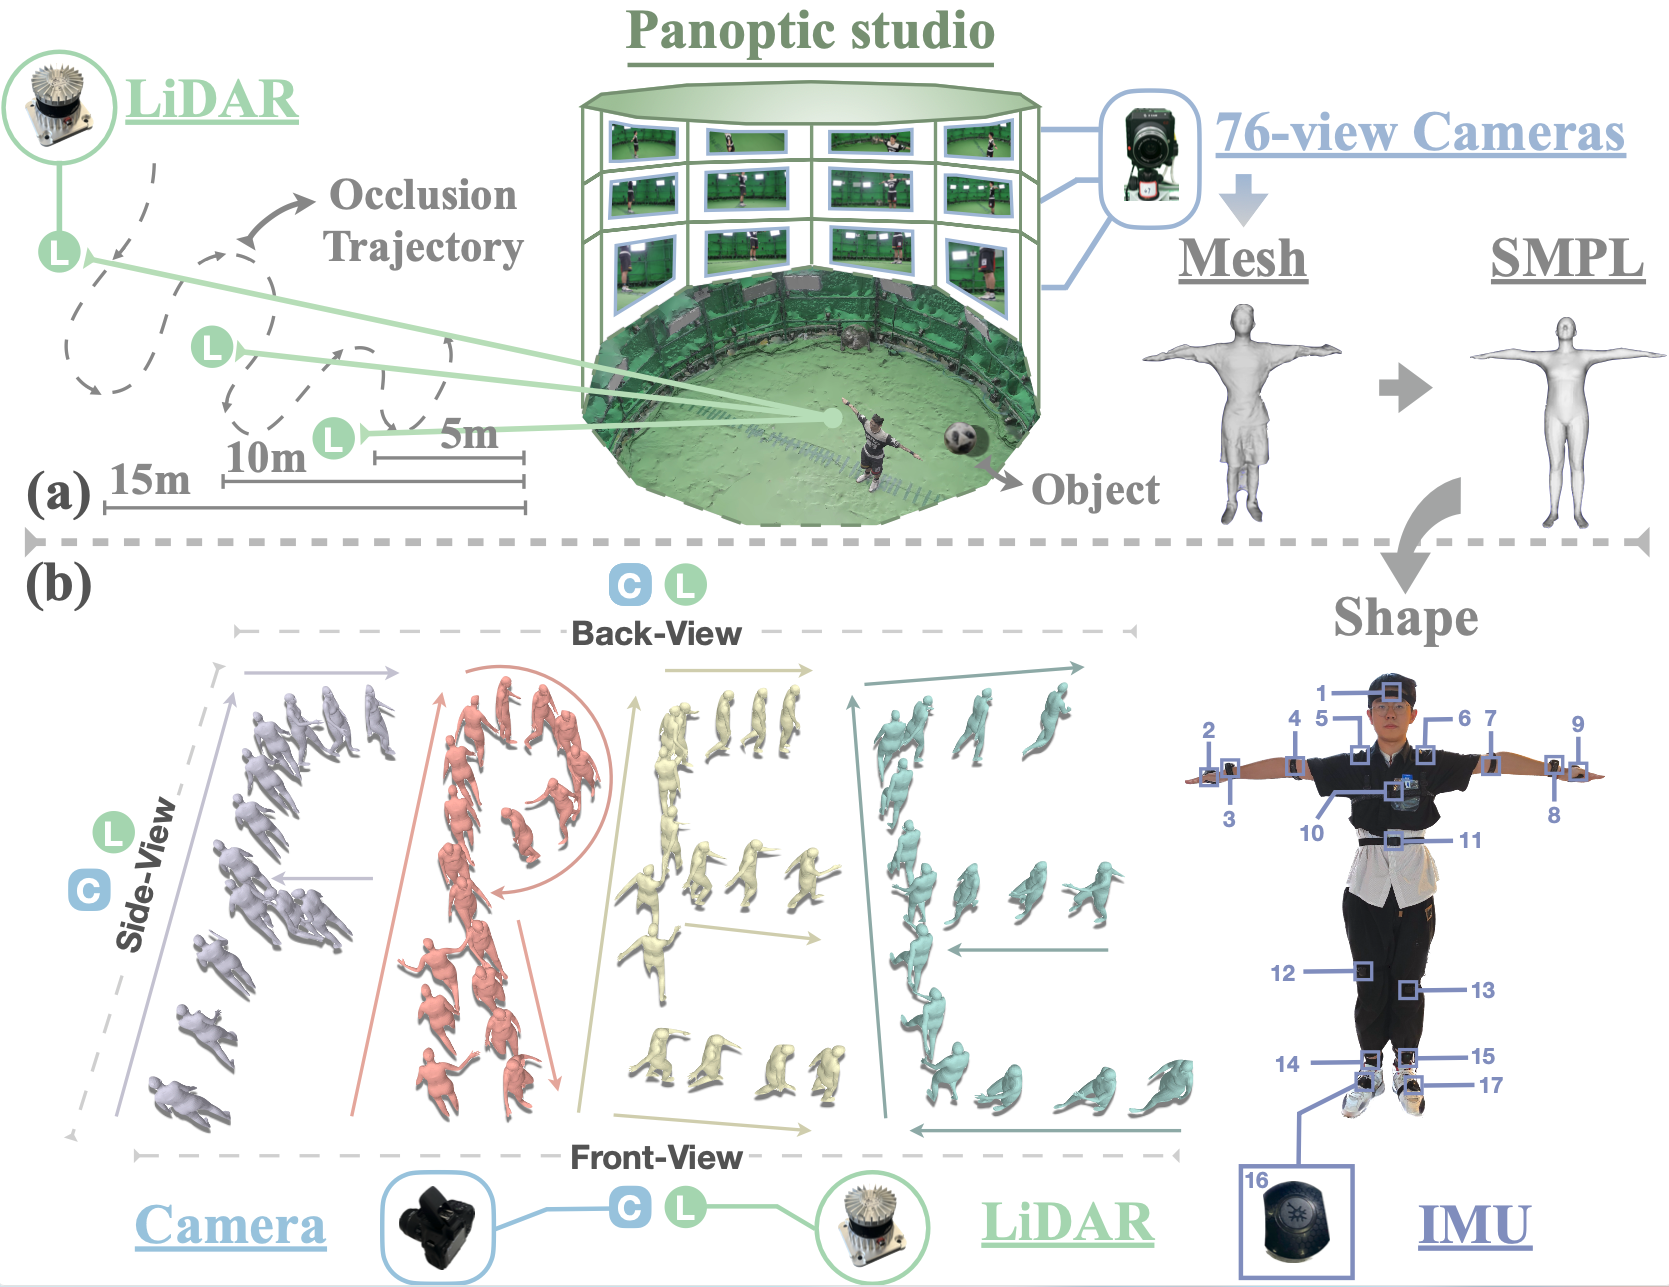 Panoptic studio
LiDAR
76-view Cameras
Occlusion
Trajectory
L
L
L
Mesh
SMPL
5m
10m
15m
(a)
Object
(b)
C L
Back-View
Shape
L
C
Side-View
1
2
4
5
6
7
9
3
10
8
11
12
13
14
15
17
16
Front-View
Camera
C L
LiDAR
IMU